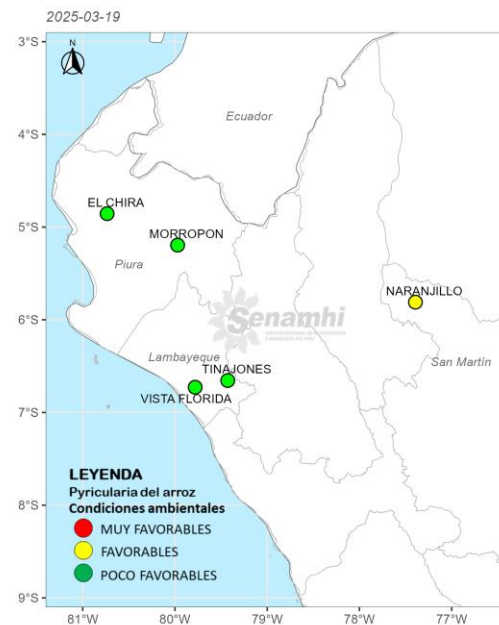 2025-03-19
N
3°S
4°S
5°S
6°S
7°S
8°S
9°S
Ecuador
EL CHIRA
MORROPON
Piura
NARANJILLO
Senamhi
San Martín
Lambayeque
TINAJONES
VISTA FLORIDA
LEYENDA
Pyricularia del arroz
Condiciones ambientales
MUY FAVORABLES
FAVORABLES
POCO FAVORABLES
81°W 80°W 79°W 78°W 77°W